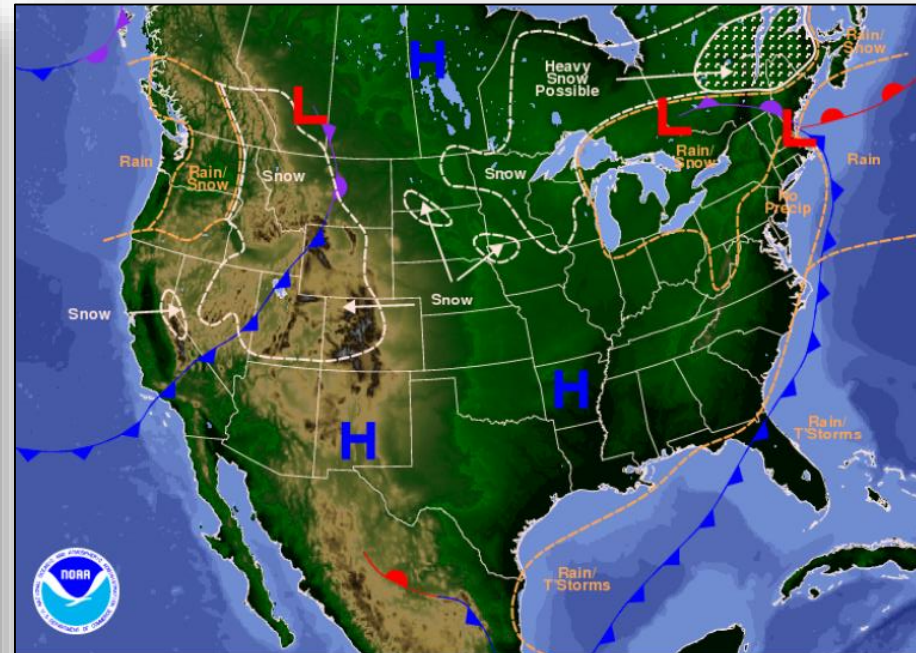 H
Heavy
Snow
Possible
Rain/
Snow
L
L
L
Rain
Rain/
Snow
Snow
Snow
Rain/
Snow
Rain
No
Precip
Snow
Snow
H
H
Rain/
T'Storms
Rain/
T'Storms
NOAA